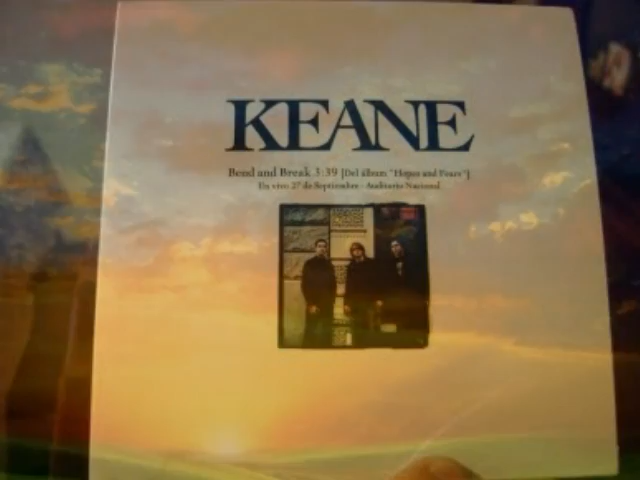 KEANE
Bend and Break 3:39 [Del álbum "Hopes and Fears"]
En vivo: 27 de Septiembre - Auditorio Nacional